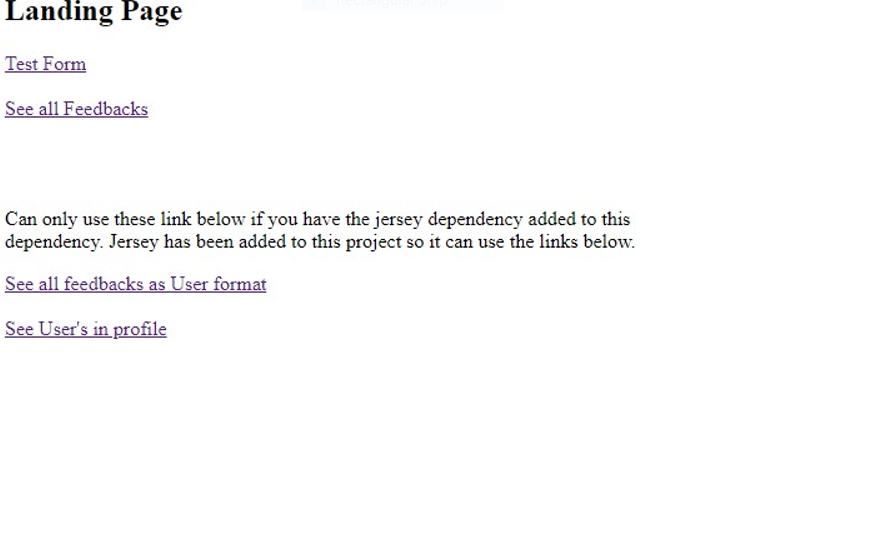 Landing Page
Test Form
See all Feedbacks
Can only use these link below if you have the jersey dependency added to this
dependency. Jersey has been added to this project so it can use the links below.
See all feedbacks as User format
See User's in profile